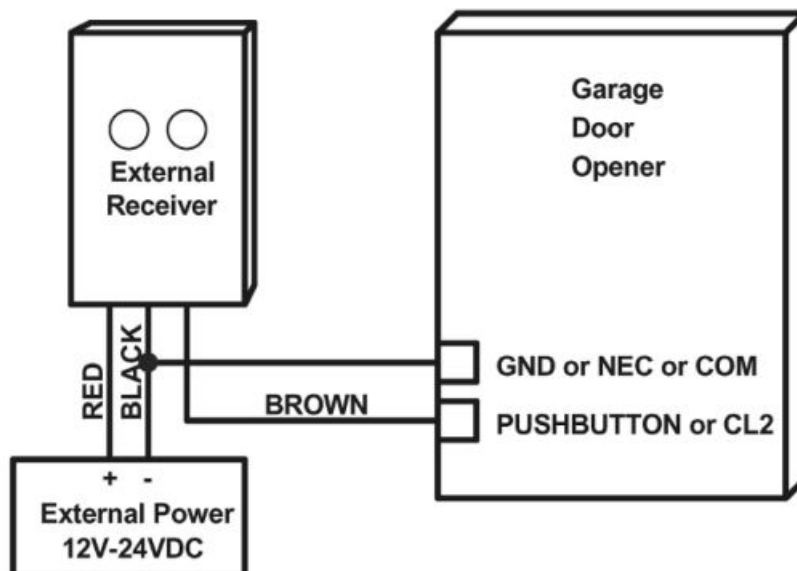 External
Receiver
Garage
Door
Opener
RED
BLACK
BROWN
GND or NEC or COM
PUSHBUTTON or CL2
+ -
External Power
12V-24VDC